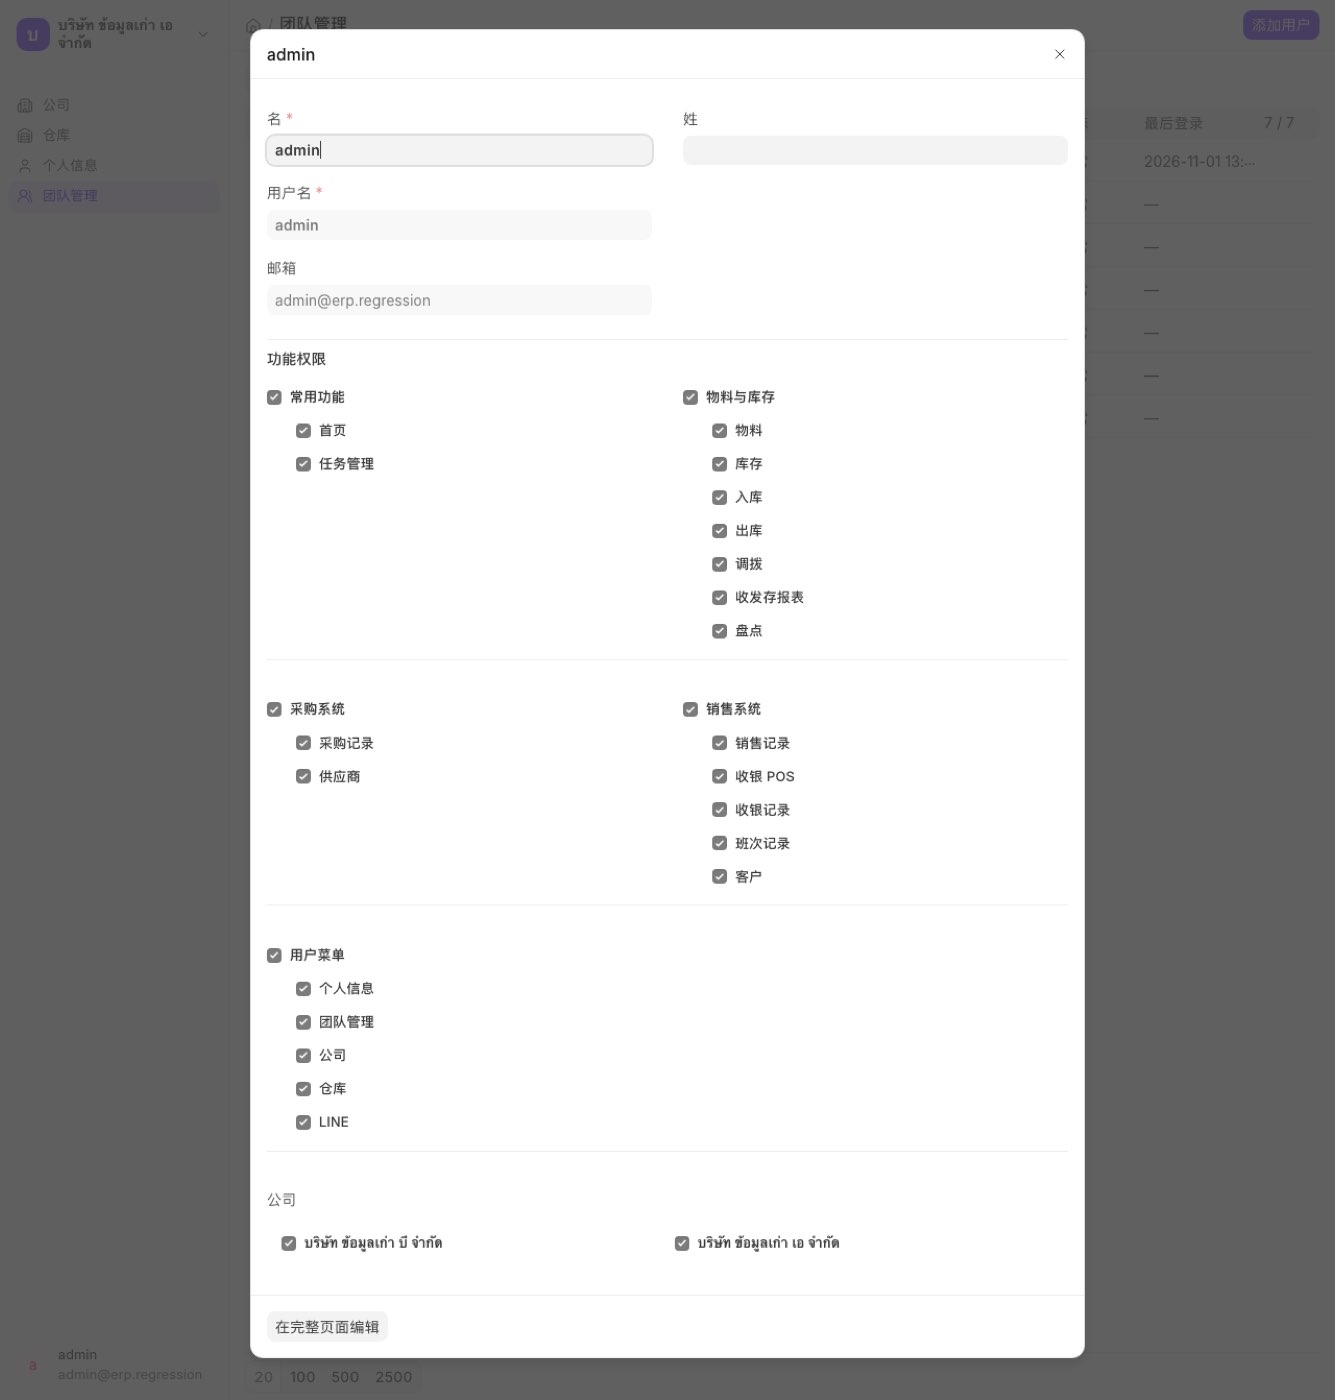 บ
บริษัท ข้อมูลเก่า เอ
จำกัด
/ 团队管理
添加用户
公司
仓库
个人信息
团队管理
admin
名 *
姓
admin
用户名 *
admin
邮箱
admin@erp.regression
功能权限
常用功能
首页
任务管理
物料与库存
物料
库存
入库
出库
调拨
收发存报表
盘点
采购系统
采购记录
供应商
销售系统
销售记录
收银 POS
收银记录
班次记录
客户
用户菜单
个人信息
团队管理
公司
仓库
LINE
公司
บริษัท ข้อมูลเก่า บี จำกัด
บริษัท ข้อมูลเก่า เอ จำกัด
在完整页面编辑
最后登录
7 / 7
2026-11-01 13:...
—
—
—
—
—
—
a
admin
admin@erp.regression
20 100 500 2500